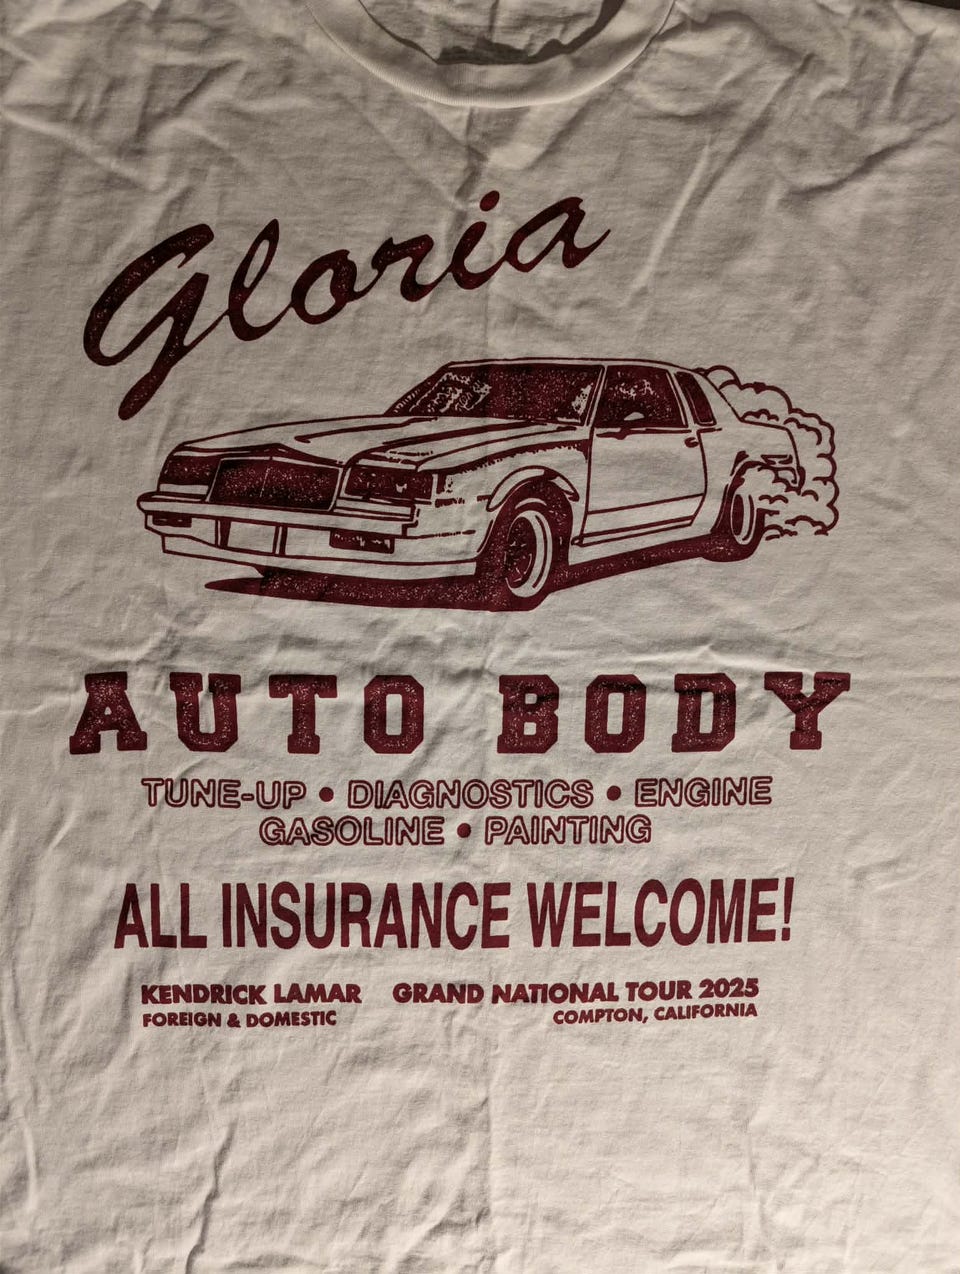 Gloria
AUTO BODY
TUNE-UP • DIAGNOSTICS • ENGINE
GASOLINE • PAINTING
ALL INSURANCE WELCOME!
KENDRICK LAMAR GRAND NATIONAL TOUR 2025
FOREIGN & DOMESTIC COMPTON, CALIFORNIA